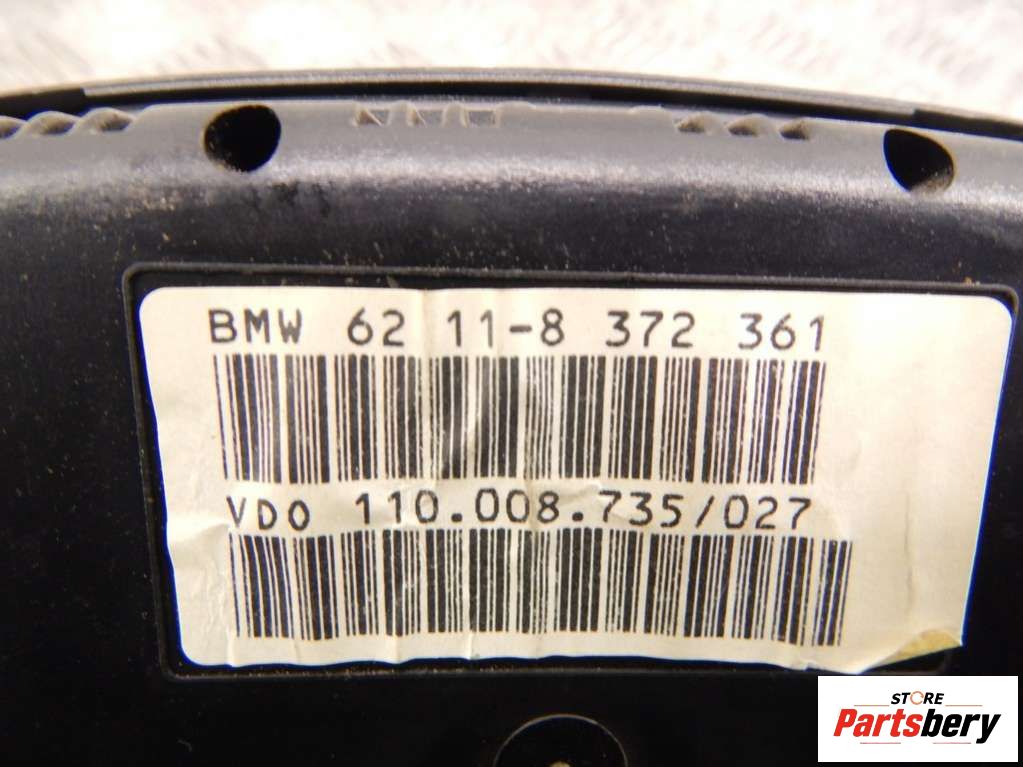 BMW 62 11-8 372 361
VDO 110.008.735/027
STORE
Partsbery